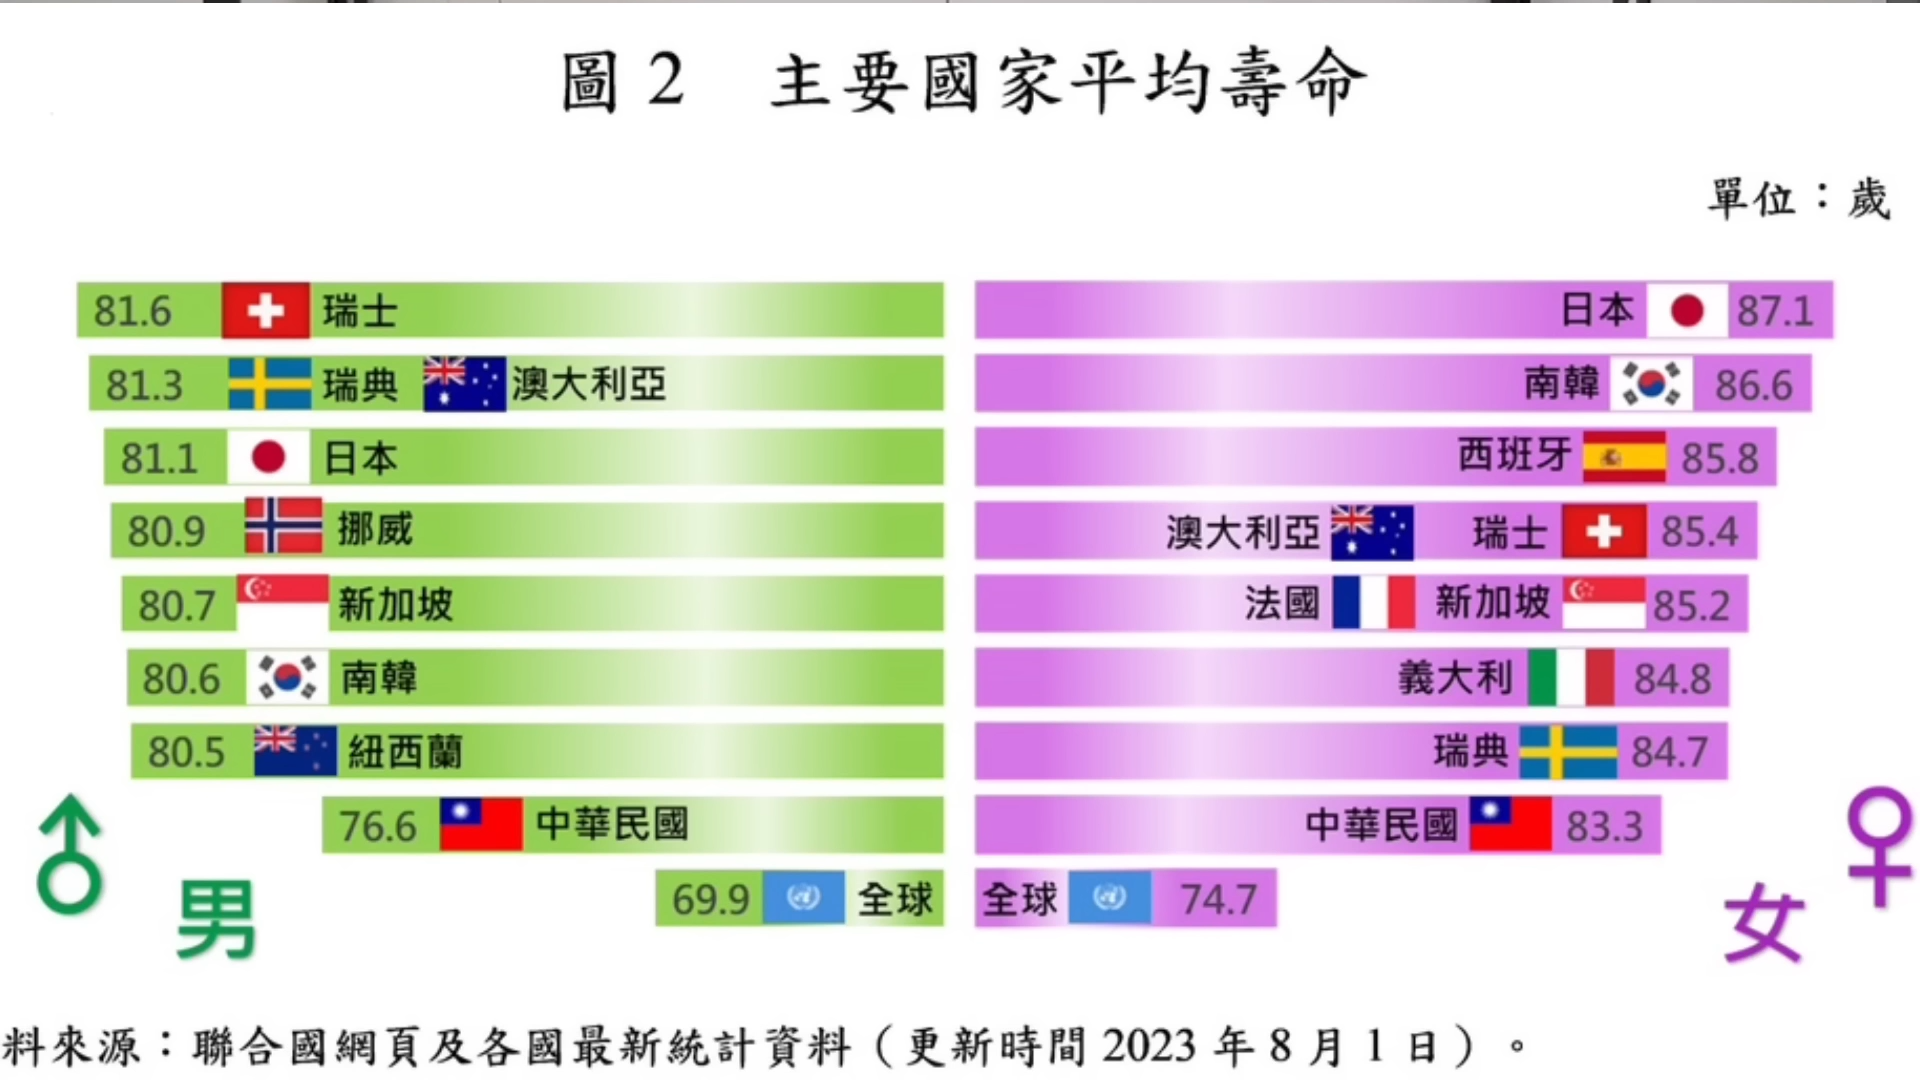 圖 2 主要國家平均壽命
單位：歲
81.6 瑞士
日本 87.1
81.3 瑞典 澳大利亞
南韓 86.6
81.1 日本
西班牙 85.8
80.9 挪威
澳大利亞 瑞士 85.4
80.7 新加坡
法國 新加坡 85.2
80.6 南韓
義大利 84.8
80.5 紐西蘭
瑞典 84.7
76.6 中華民國
中華民國 83.3
69.9 全球
全球 74.7
男
女
料來源：聯合國網頁及各國最新統計資料（更新時間 2023 年 8 月 1 日）。